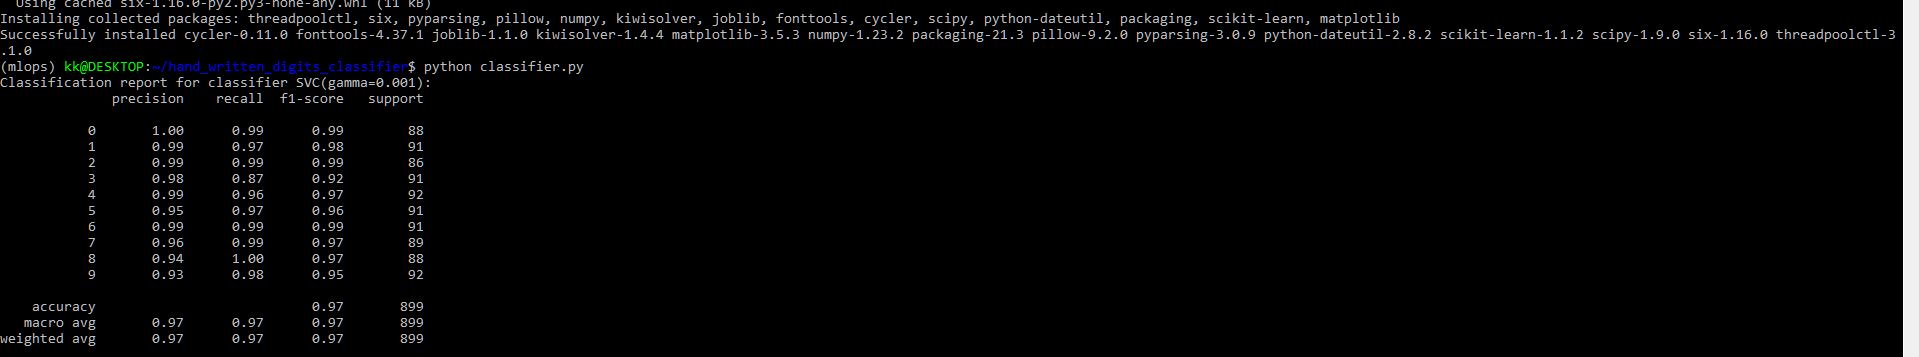 Using cached six-1.16.0-py2.py3-none-any.whl (11 kB)
Installing collected packages: threadpoolctl, six, pyparsing, pillow, numpy, kiwisolver, joblib, fonttools, cycler, scipy, python-dateutil, packaging, scikit-learn, matplotlib
Successfully installed cycler-0.11.0 fonttools-4.37.1 joblib-1.1.0 kiwisolver-1.4.4 matplotlib-3.5.3 numpy-1.23.2 packaging-21.3 pillow-9.2.0 pyparsing-3.0.9 python-dateutil-2.8.2 scikit-learn-1.1.2 scipy-1.9.0 six-1.16.0 threadpoolctl-3
.1.0
(mlops) kk@DESKTOP:~/hand_written_digits_classifier$ python classifier.py
Classification report for classifier SVC(gamma=0.001):
precision recall f1-score support
0 1.00 0.99 0.99 88
1 0.99 0.97 0.98 91
2 0.99 0.99 0.99 86
3 0.98 0.87 0.92 91
4 0.99 0.96 0.97 92
5 0.95 0.97 0.96 91
6 0.99 0.99 0.99 91
7 0.96 0.99 0.97 89
8 0.94 1.00 0.97 88
9 0.93 0.98 0.95 92
accuracy 0.97 899
macro avg 0.97 0.97 0.97 899
weighted avg 0.97 0.97 0.97 899